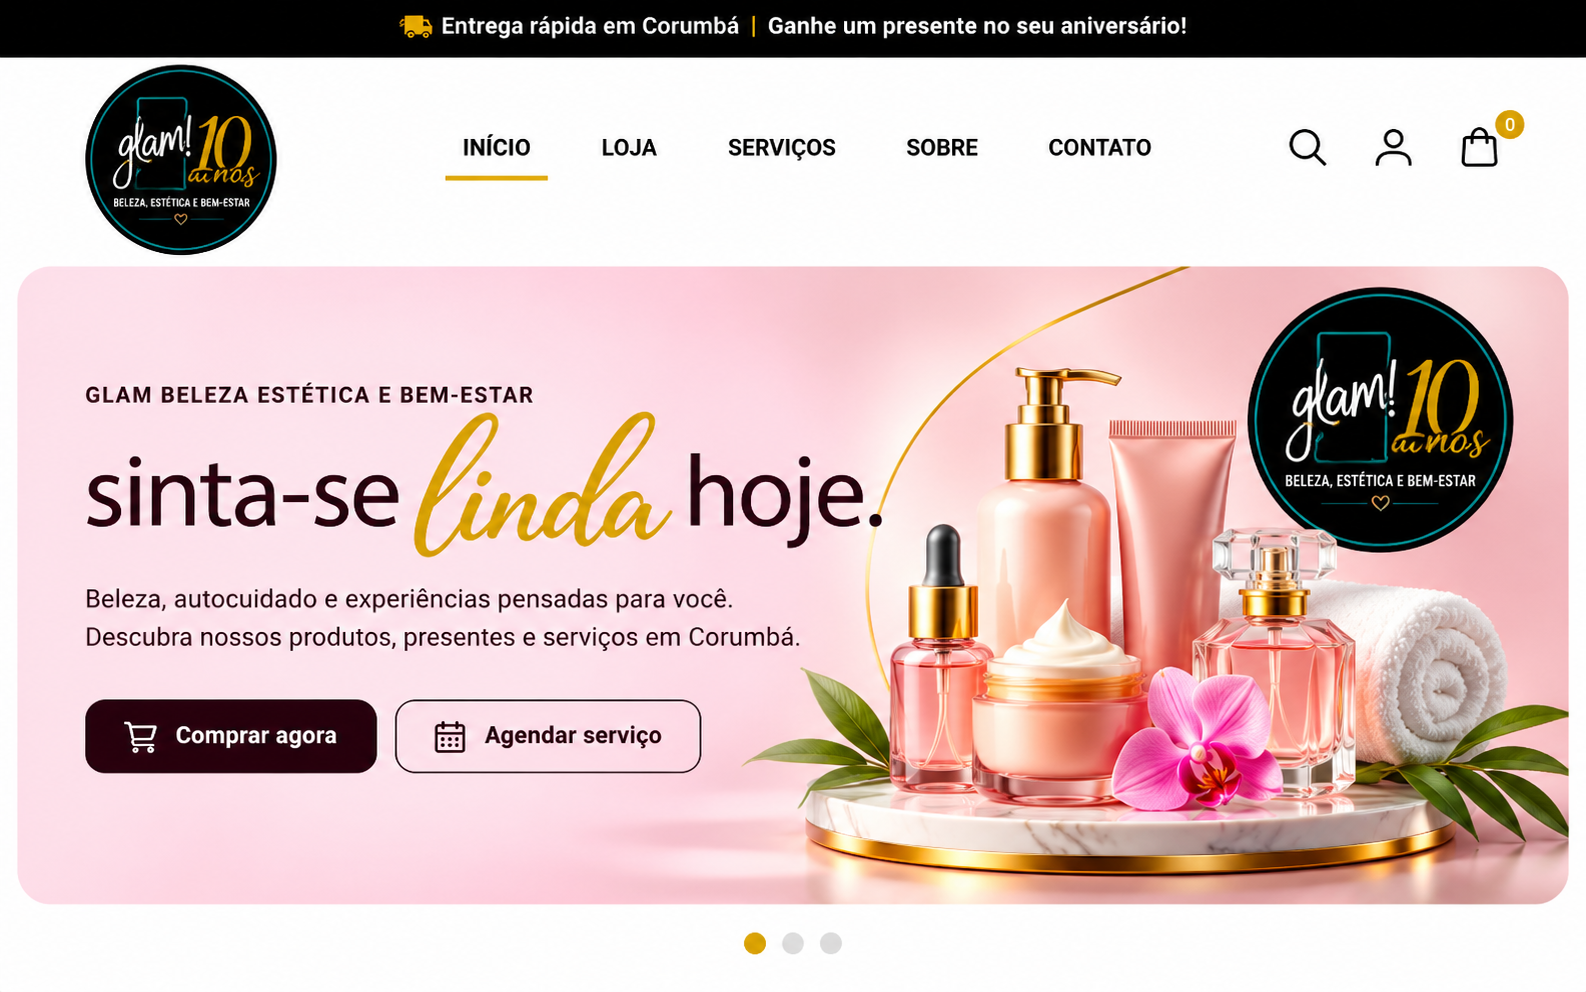 Entrega rápida em Corumbá | Ganhe um presente no seu aniversário!
glam! 10
anos
BELEZA, ESTÉTICA E BEM-ESTAR
INÍCIO LOJA SERVIÇOS SOBRE CONTATO
0
GLAM BELEZA ESTÉTICA E BEM-ESTAR
sinta-se linda hoje.
Beleza, autocuidado e experiências pensadas para você.
Descubra nossos produtos, presentes e serviços em Corumbá.
Comprar agora
Agendar serviço
glam! 10
anos
BELEZA, ESTÉTICA E BEM-ESTAR